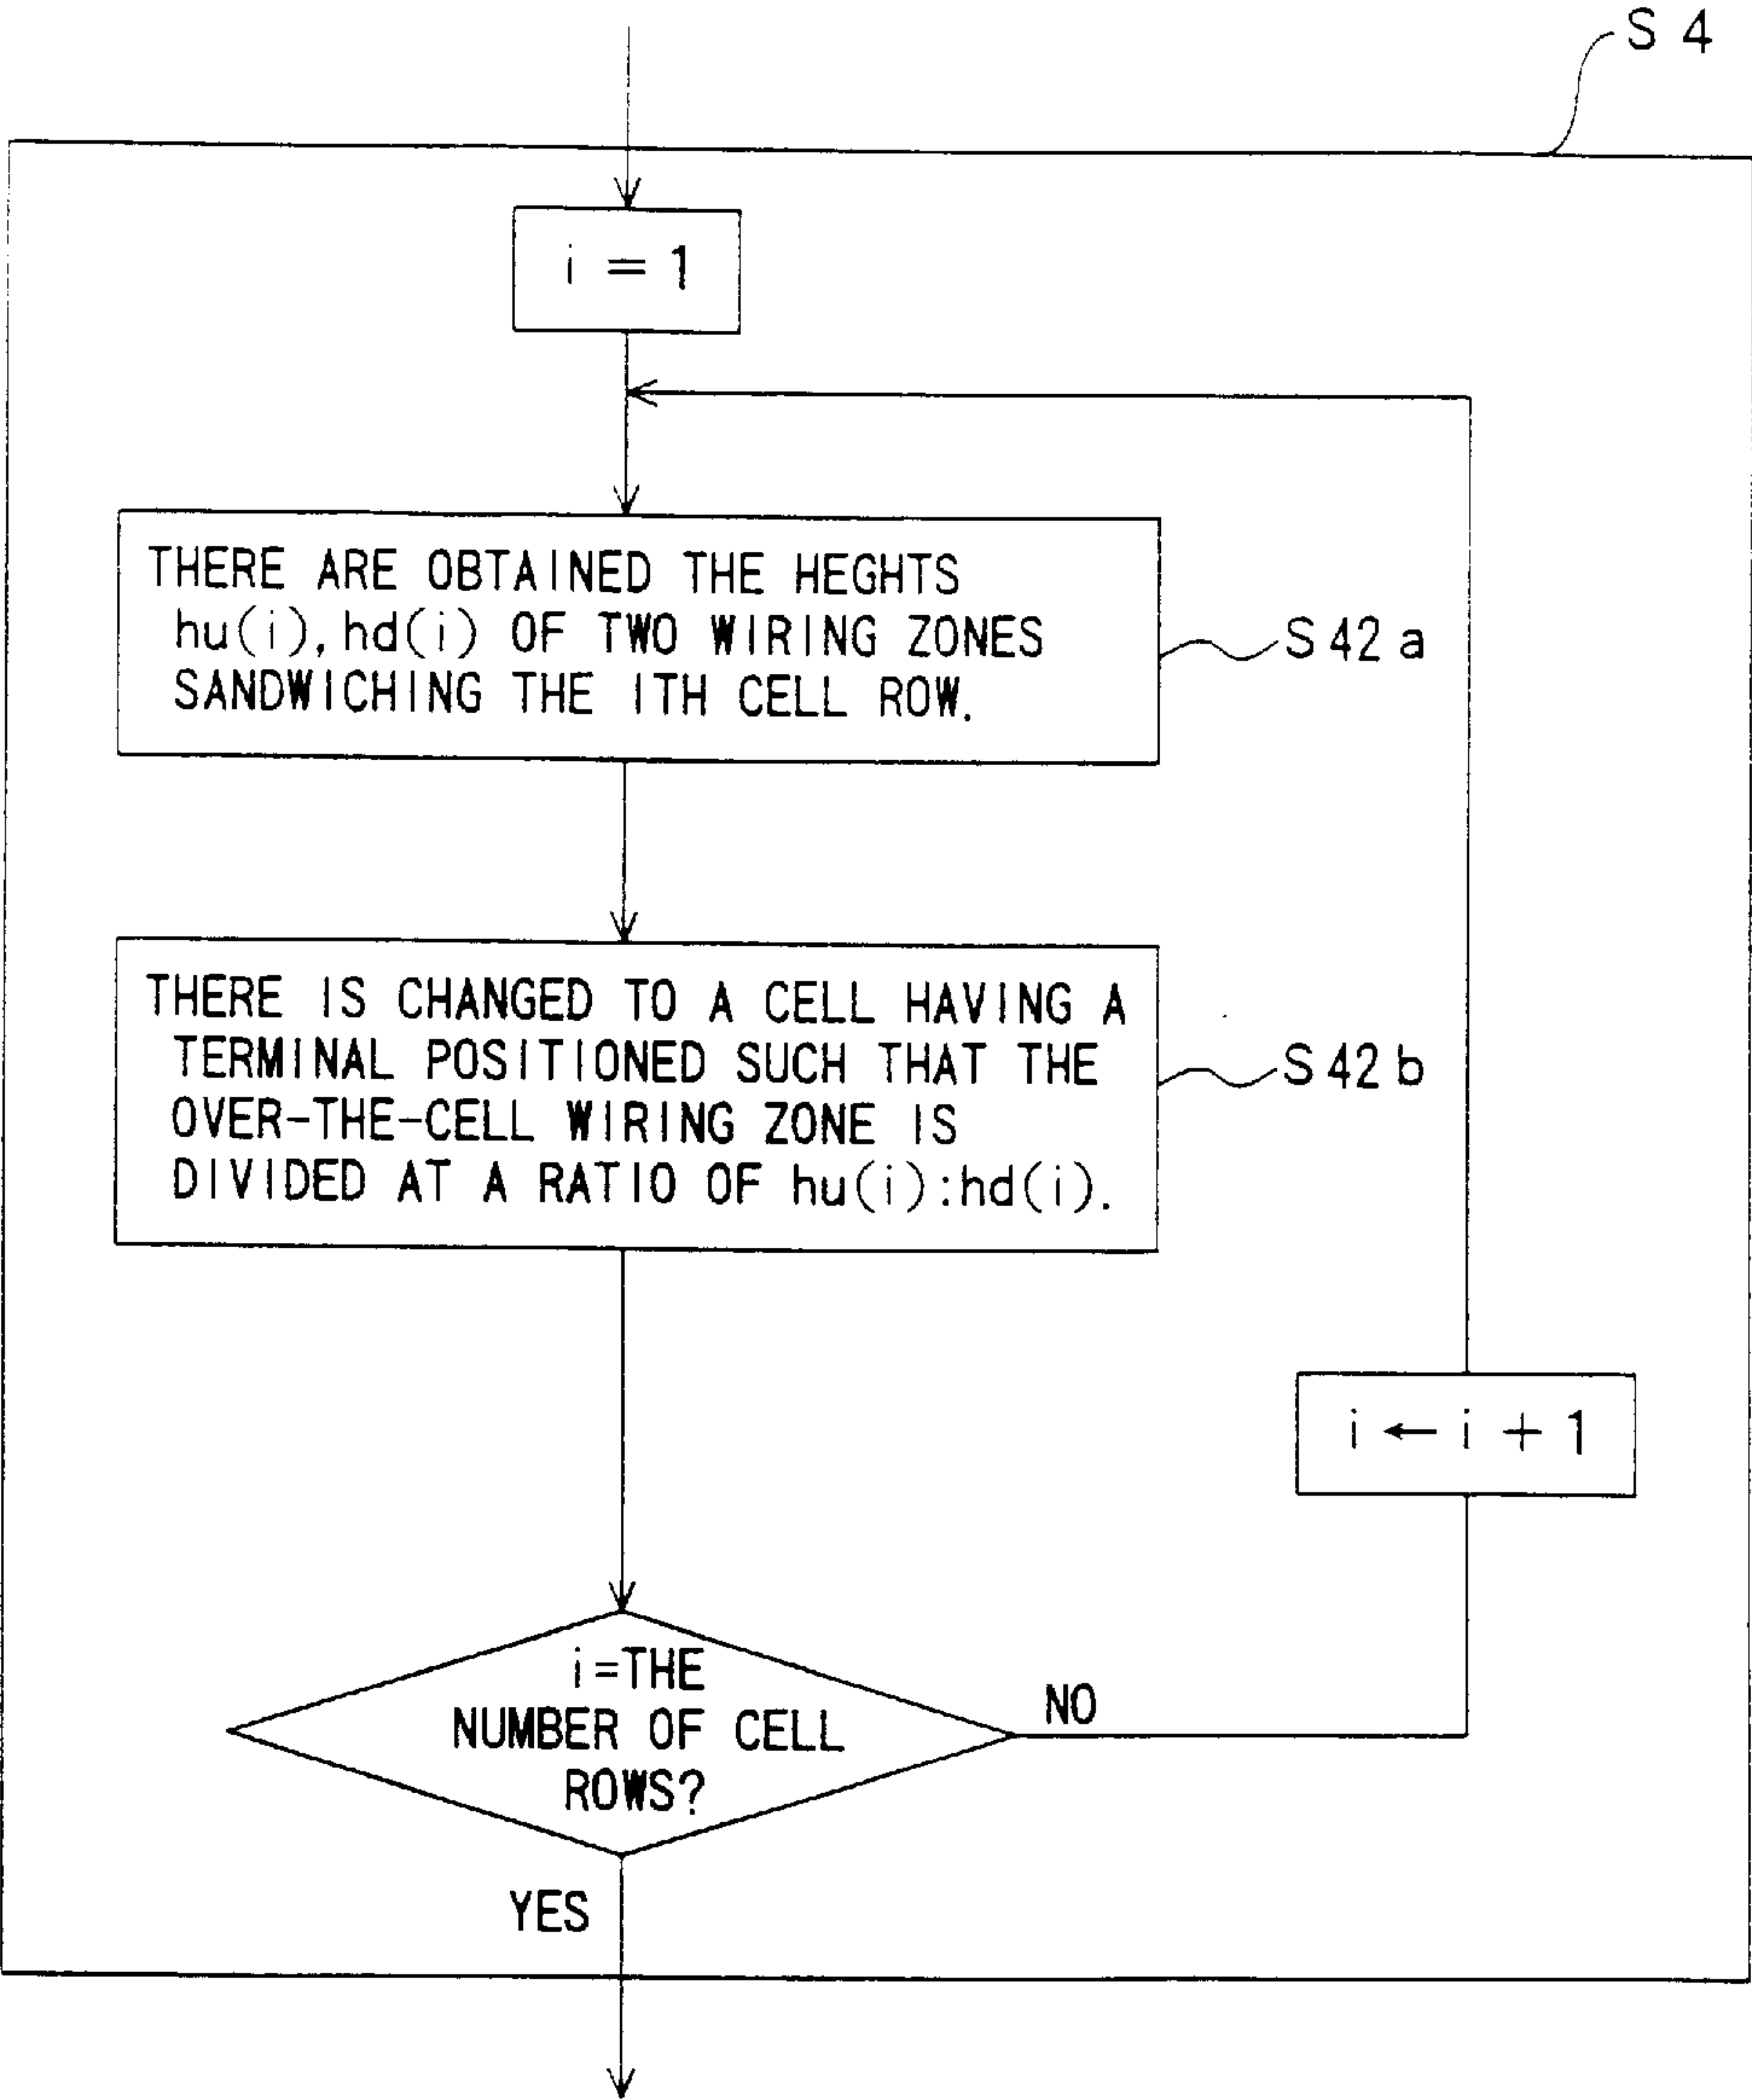 S 4
i = 1
THERE ARE OBTAINED THE HEGHTS
hu(i), hd(i) OF TWO WIRING ZONES
SANDWICHING THE ITH CELL ROW.
S 42 a
THERE IS CHANGED TO A CELL HAVING A
TERMINAL POSITIONED SUCH THAT THE
OVER-THE-CELL WIRING ZONE IS
DIVIDED AT A RATIO OF hu(i):hd(i).
S 42 b
i ← i + 1
i=THE
NUMBER OF CELL
ROWS?
NO
YES